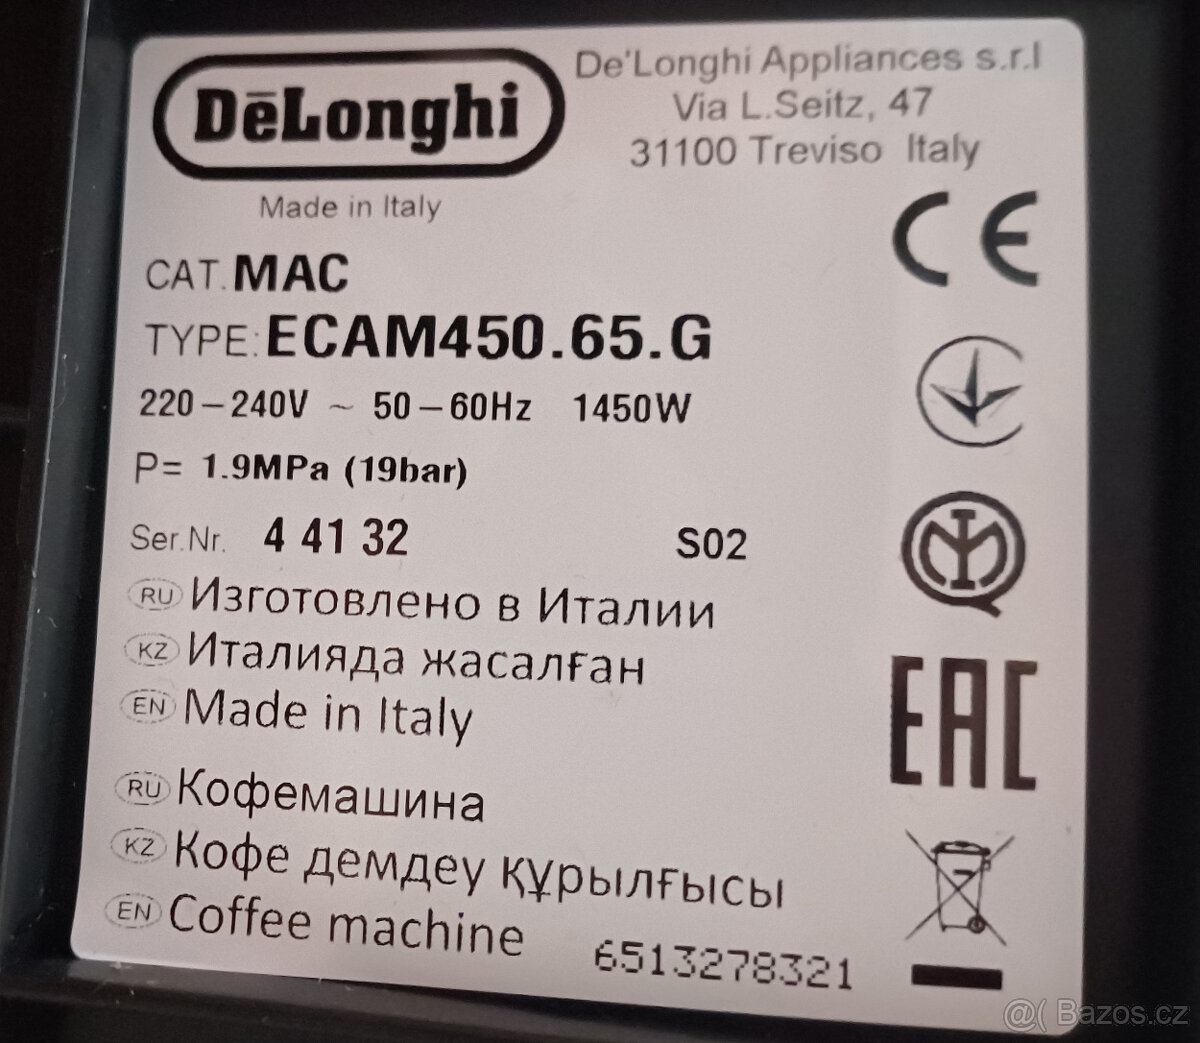 DēLonghi
De'Longhi Appliances s.r.l
Via L.Seitz, 47
31100 Treviso Italy
Made in Italy
CE
CAT. MAC
TYPE: ECAM450.65.G
220-240V ~ 50-60Hz 1450W
P= 1.9MPa (19bar)
Ser.Nr. 4 41 32 S02
RU Изготовлено в Италии
KZ Италияда жасалған
EN Made in Italy
EAC
RU Кофемашина
KZ Кофе демдеу құрылғысы
EN Coffee machine
6513278321
@( Bazos.cz